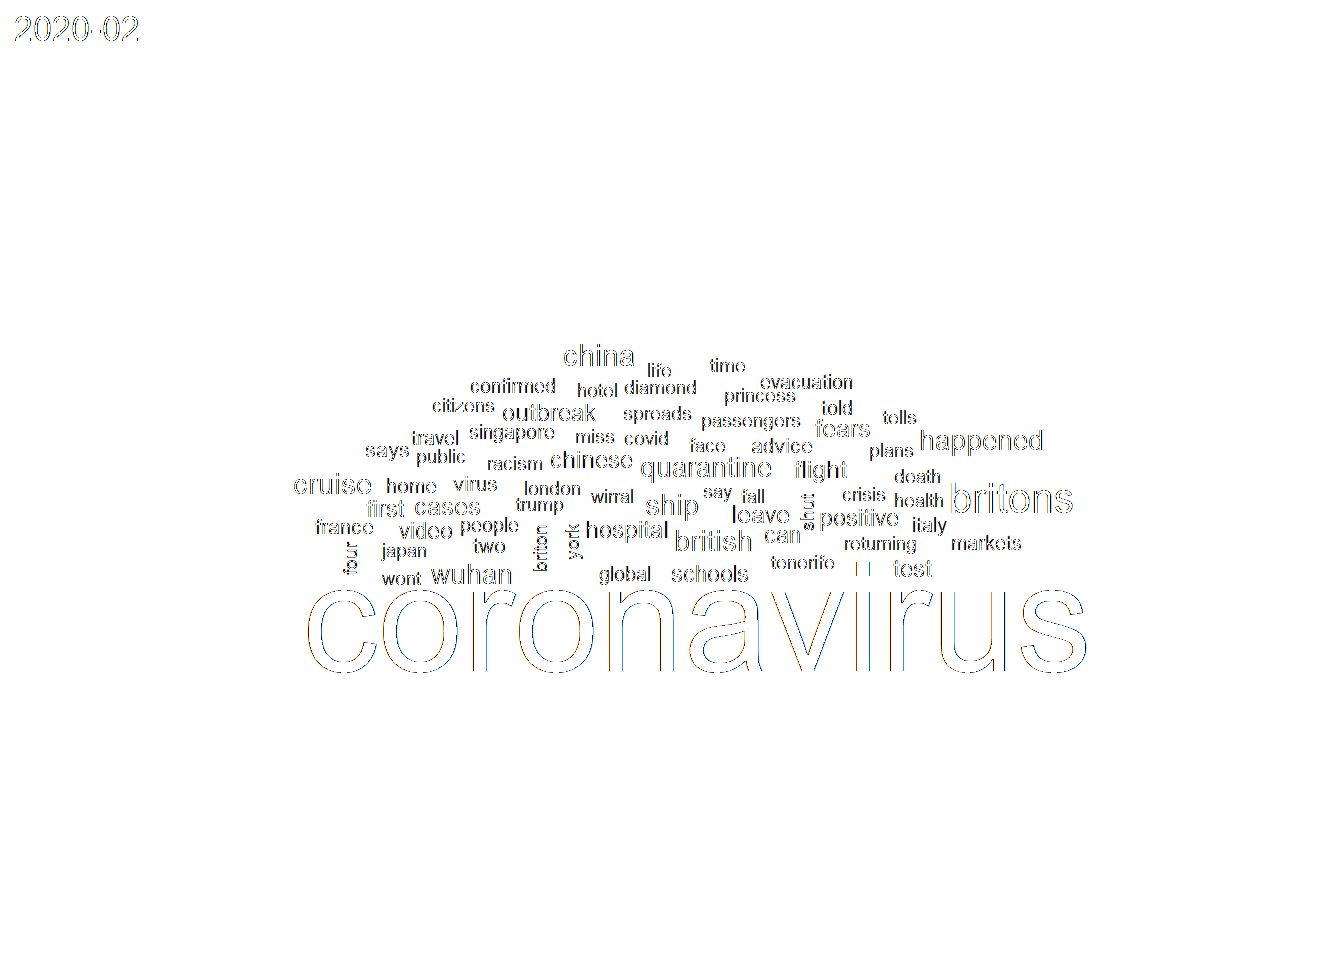 2020-02
china
life time
confirmed hotel diamond princess evacuation
citizens outbreak spreads passengers told tells
travel singapore miss covid face advice fears plans happened
says public racism chinese quarantine flight death
cruise home virus london wirral ship say fall shut crisis health britons
first cases trump leave positive italy
france video people briton york hospital british can returning markets
four japan two tenerife
wont wuhan global schools test
coronavirus